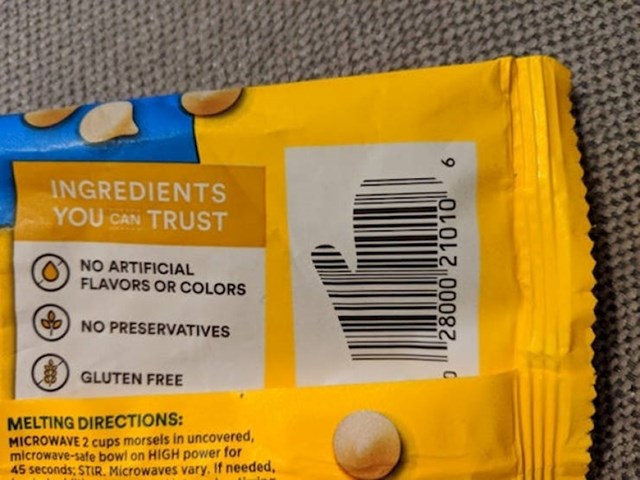 INGREDIENTS
YOU CAN TRUST
NO ARTIFICIAL
FLAVORS OR COLORS
NO PRESERVATIVES
GLUTEN FREE
0 28000 21010 6
MELTING DIRECTIONS:
MICROWAVE 2 cups morsels in uncovered,
microwave-safe bowl on HIGH power for
45 seconds; STIR. Microwaves vary. If needed,